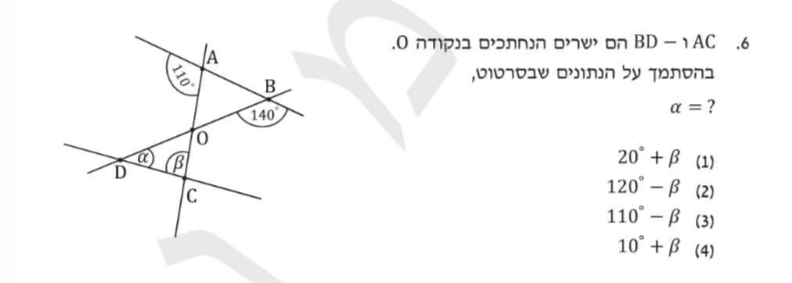 6. AC ו – BD הם ישרים הנחתכים בנקודה O.
בהסתמך על הנתונים שבסרטוט,
α = ?
(1) 20° + β
(2) 120° – β
(3) 110° – β
(4) 10° + β
A
110°
B
140°
O
α
β
D
C